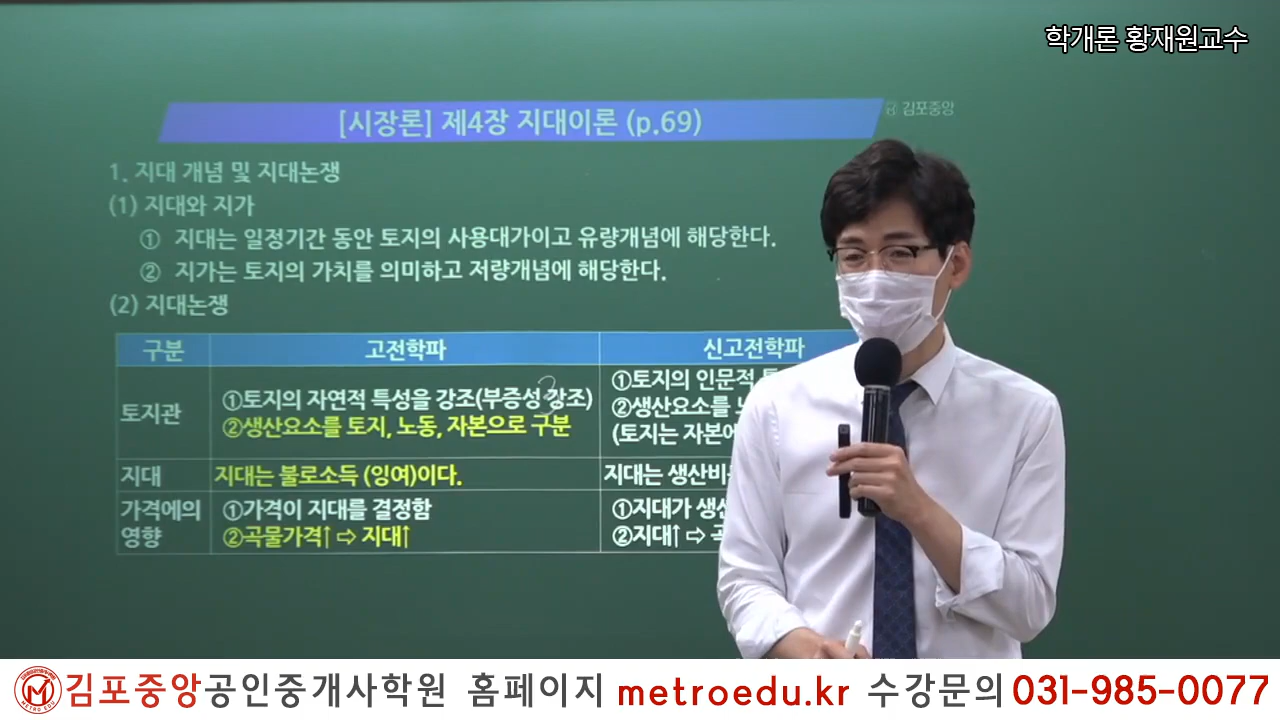 학개론 황재원교수
[시장론] 제4장 지대이론 (p.69)
김포중앙
1. 지대 개념 및 지대논쟁
(1) 지대와 지가
① 지대는 일정기간 동안 토지의 사용대가이고 유량개념에 해당한다.
② 지가는 토지의 가치를 의미하고 저량개념에 해당한다.
(2) 지대논쟁
구분 고전학파 신고전학파
토지관
①토지의 자연적 특성을 강조(부증성 강조)
②생산요소를 토지, 노동, 자본으로 구분
①토지의 인문적
②생산요소를
(토지는 자본에
지대 지대는 불로소득 (잉여)이다. 지대는 생산비
가격에의
영향
①가격이 지대를 결정함
②곡물가격↑ ⇨ 지대↑
①지대가 생산
②지대↑ ⇨
METRO EDU
김포중앙공인중개사학원 홈페이지 metroedu.kr 수강문의 031-985-0077